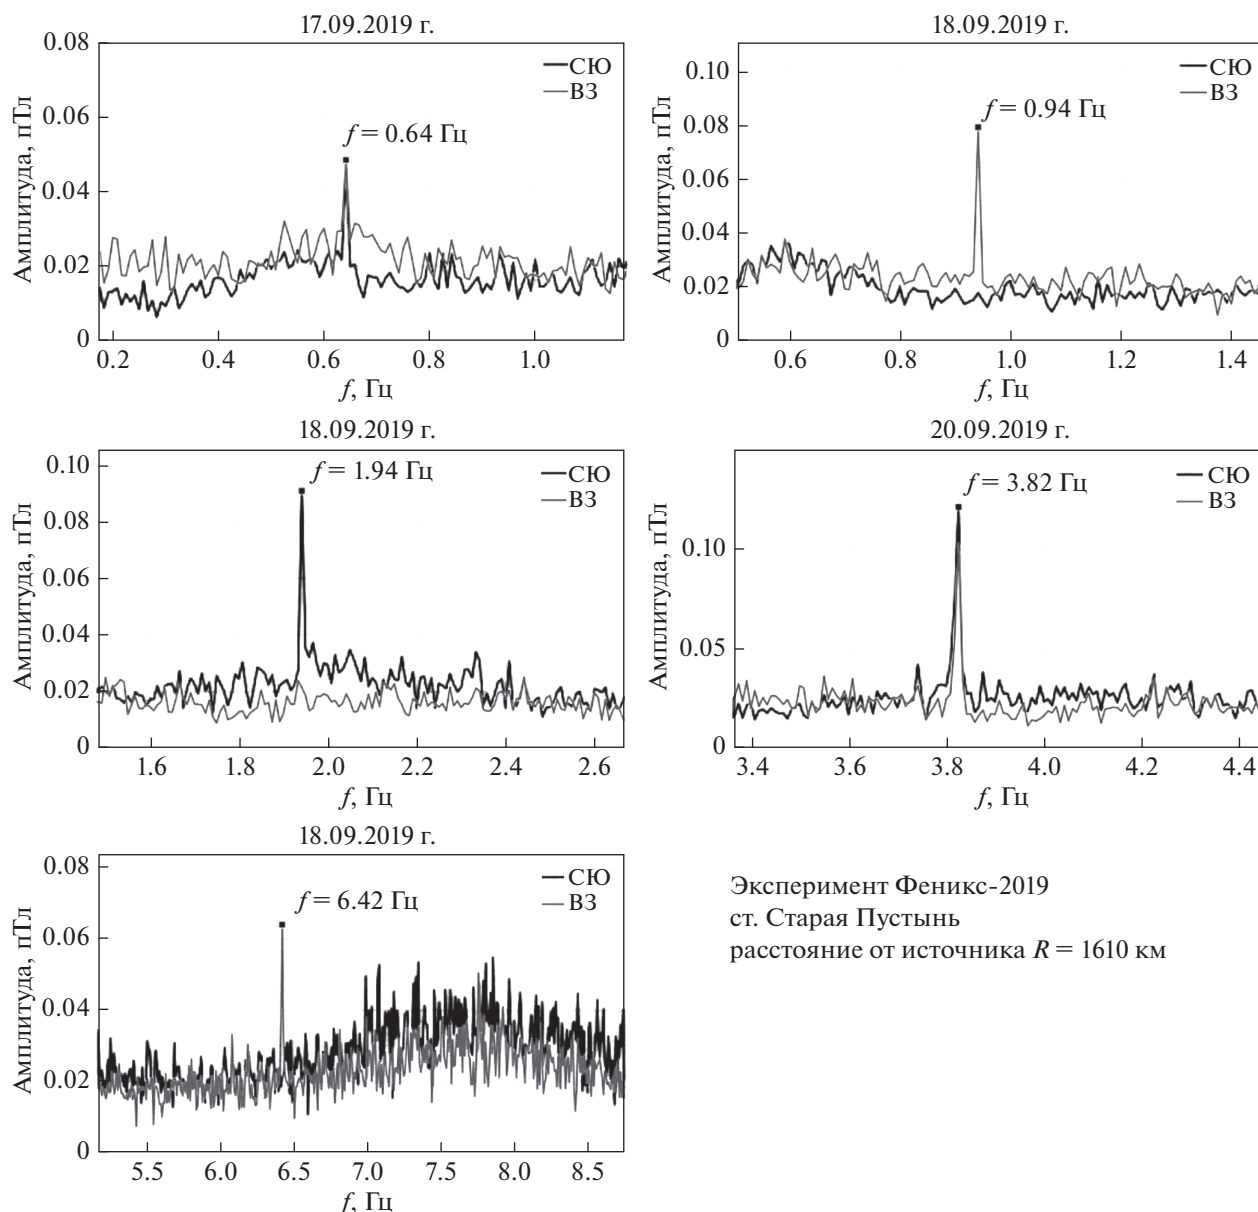 17.09.2019 г.
0.08
0.06
0.04
0.02
0
Амплитуда, пТл
СЮ
ВЗ
f = 0.64 Гц
0.2 0.4 0.6 0.8 1.0
f, Гц
18.09.2019 г.
0.10
0.08
0.06
0.04
0.02
0
Амплитуда, пТл
СЮ
ВЗ
f = 0.94 Гц
0.6 0.8 1.0 1.2 1.4
f, Гц
18.09.2019 г.
0.10
0.08
0.06
0.04
0.02
0
Амплитуда, пТл
СЮ
ВЗ
f = 1.94 Гц
1.6 1.8 2.0 2.2 2.4 2.6
f, Гц
20.09.2019 г.
0.10
0.05
0
Амплитуда, пТл
СЮ
ВЗ
f = 3.82 Гц
3.4 3.6 3.8 4.0 4.2 4.4
f, Гц
18.09.2019 г.
0.08
0.06
0.04
0.02
0
Амплитуда, пТл
СЮ
ВЗ
f = 6.42 Гц
5.5 6.0 6.5 7.0 7.5 8.0 8.5
f, Гц
Эксперимент Феникс-2019
ст. Старая Пустынь
расстояние от источника R = 1610 км